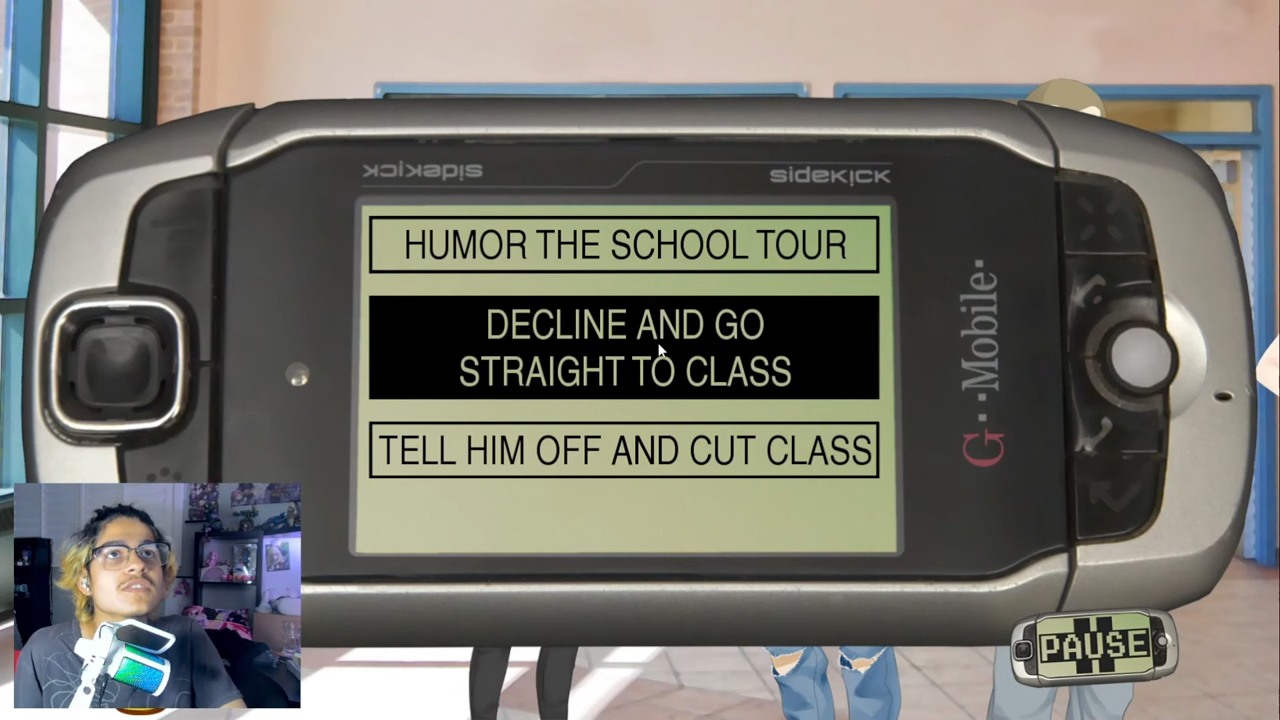 sidekick
sidekick
HUMOR THE SCHOOL TOUR
DECLINE AND GO
STRAIGHT TO CLASS
TELL HIM OFF AND CUT CLASS
G··Mobile·
PAUSE